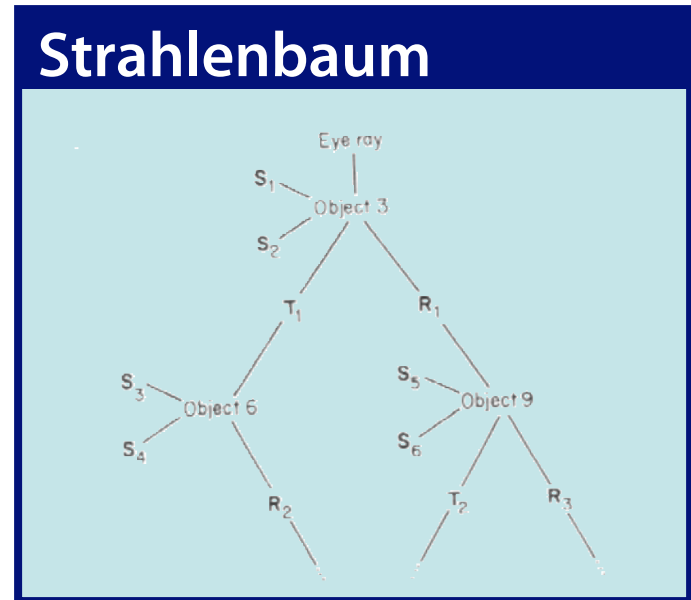 Strahlenbaum
Eye ray
S1
Object 3
S2
T1
R1
S3
Object 6
S4
S5
Object 9
S6
R2
T2
R3